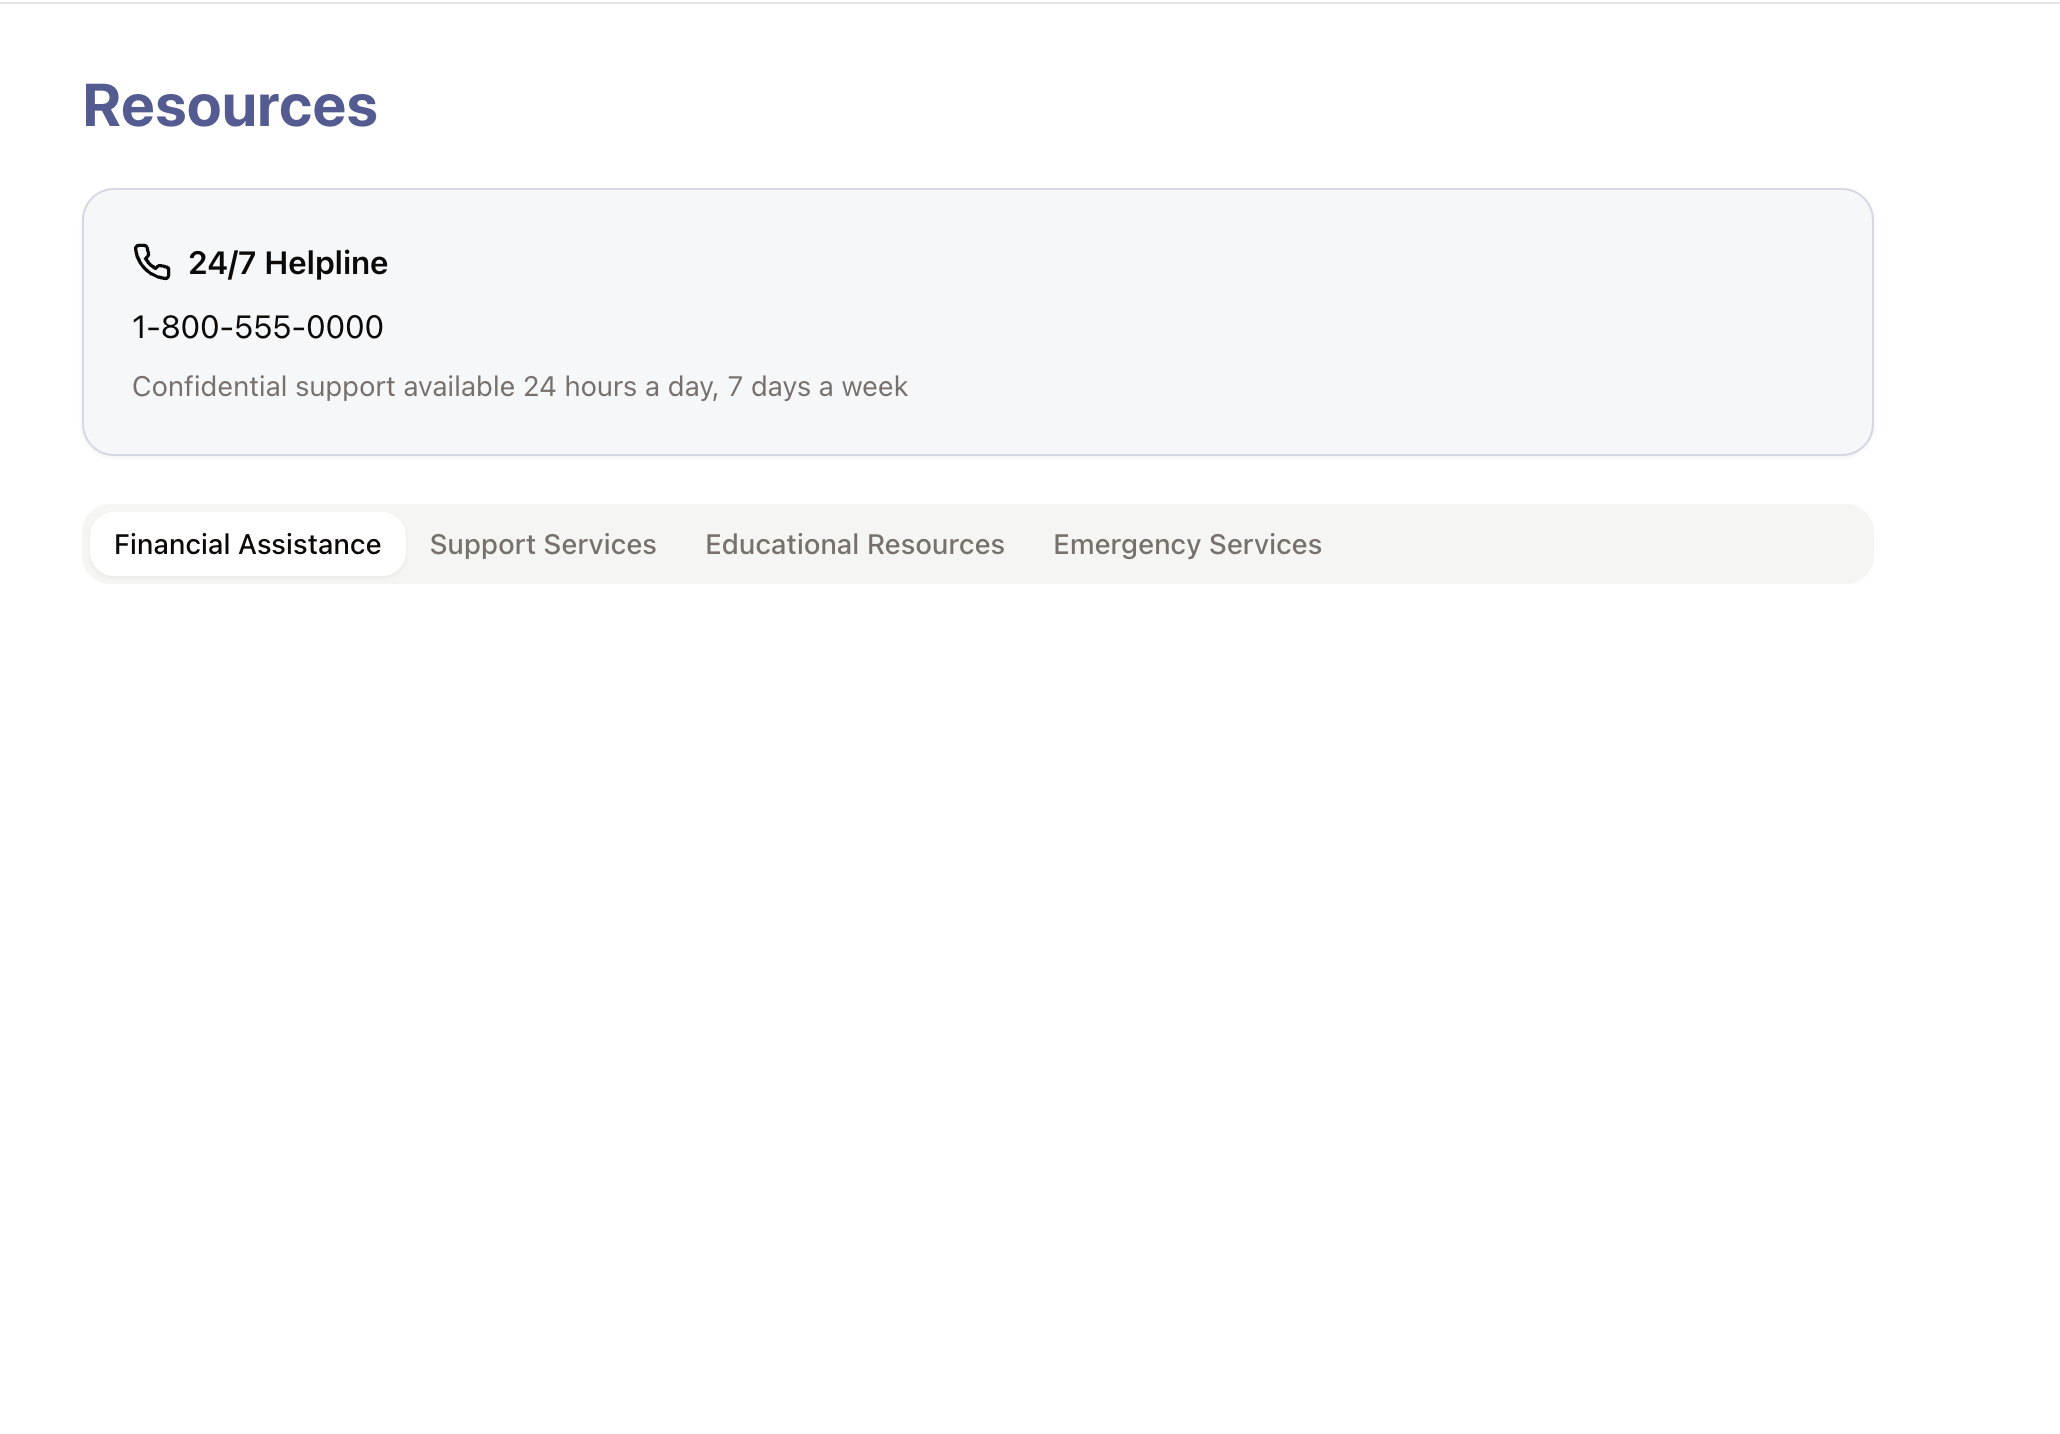 Resources
24/7 Helpline
1-800-555-0000
Confidential support available 24 hours a day, 7 days a week
Financial Assistance Support Services Educational Resources Emergency Services